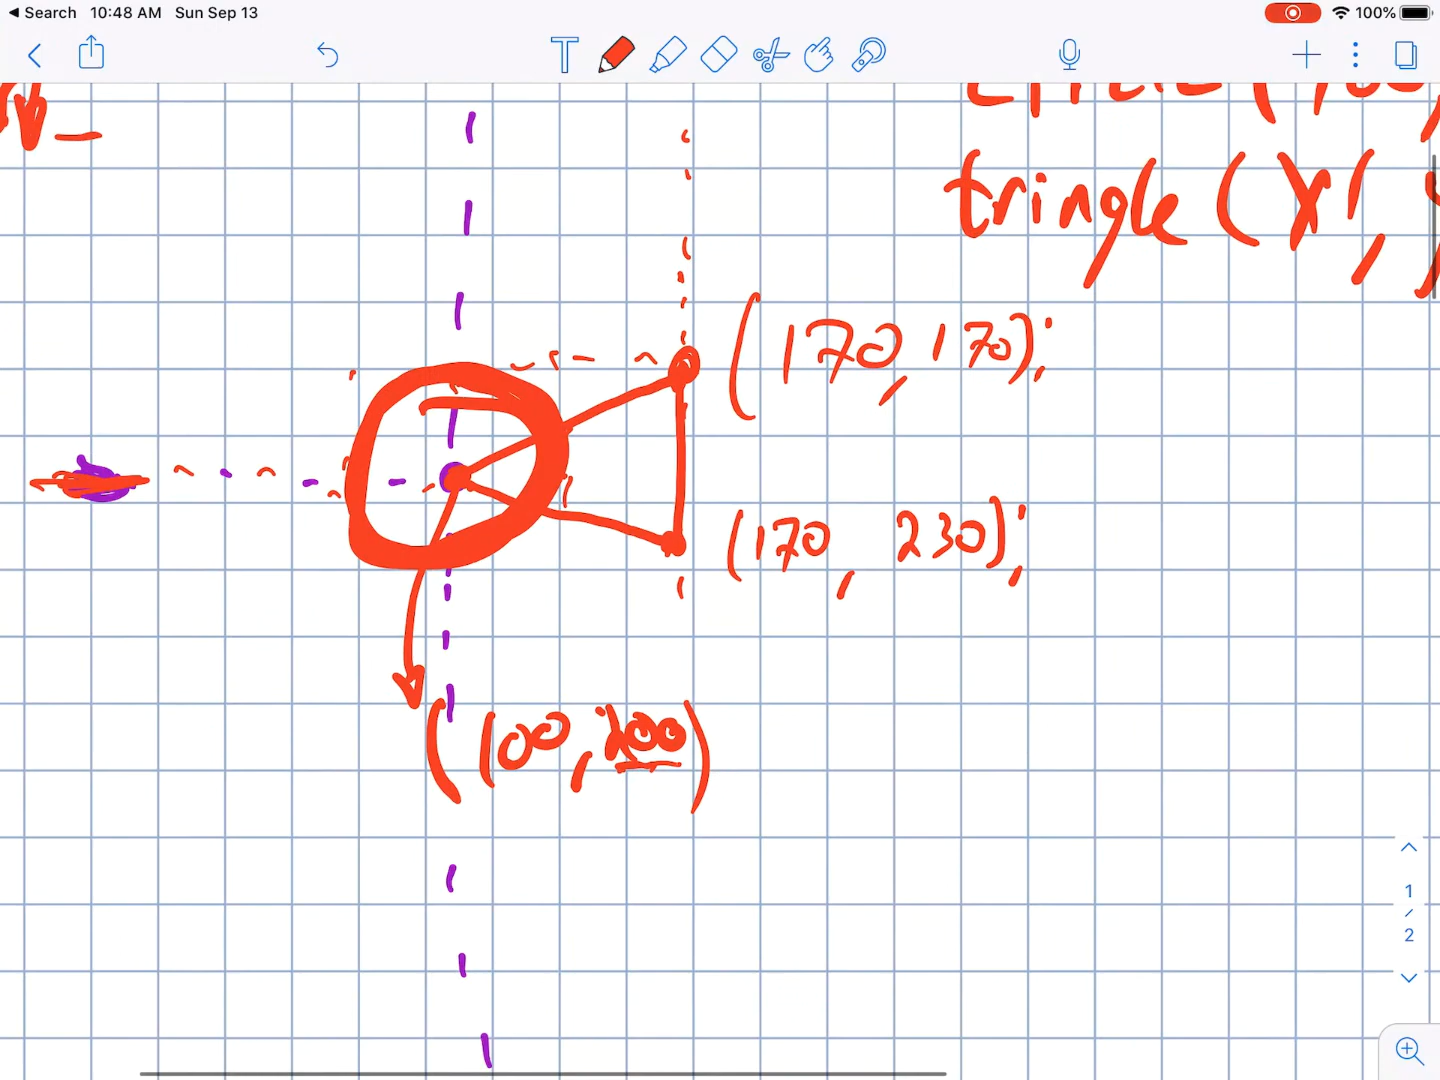 Search 10:48 AM Sun Sep 13
100%
T
tringle (x1,
(170, 170);
(170, 230);
(100, 200)
1
/
2